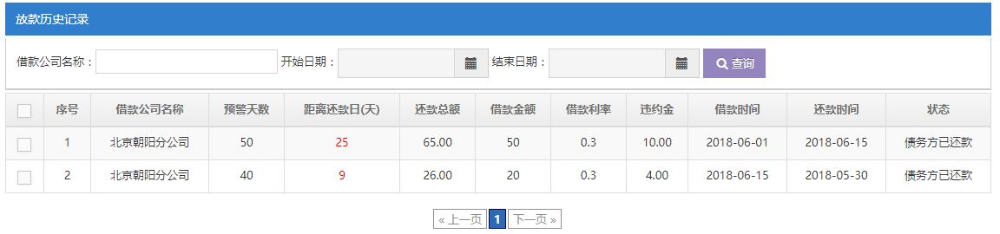 放款历史记录
借款公司名称： 开始日期： 结束日期： 查询
序号 借款公司名称 预警天数 距离还款日(天) 还款总额 借款金额 借款利率 违约金 借款时间 还款时间 状态
1 北京朝阳分公司 50 25 65.00 50 0.3 10.00 2018-06-01 2018-06-15 债务方已还款
2 北京朝阳分公司 40 9 26.00 20 0.3 4.00 2018-06-15 2018-05-30 债务方已还款
« 上一页 1 下一页 »